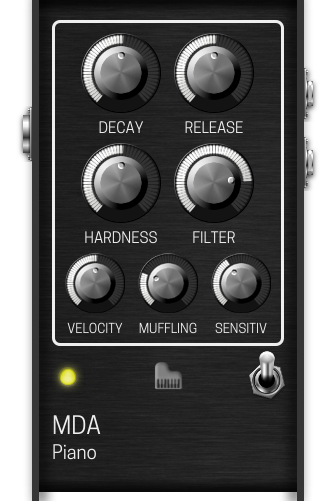 DECAY RELEASE
HARDNESS FILTER
VELOCITY MUFFLING SENSITIV
MDA
Piano